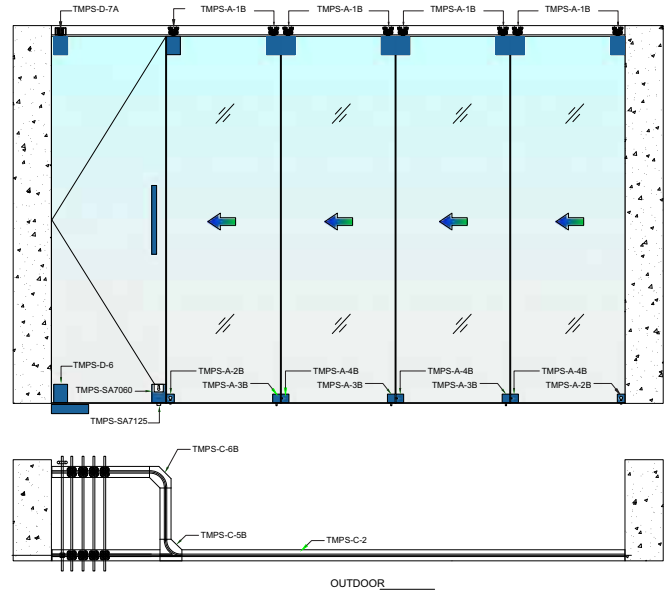 TMPS-D-7A
TMPS-A-1B
TMPS-A-1B
TMPS-A-1B
TMPS-A-1B
TMPS-D-6
TMPS-SA7060
TMPS-SA7125
TMPS-A-2B
TMPS-A-3B
TMPS-A-4B
TMPS-A-3B
TMPS-A-4B
TMPS-A-3B
TMPS-A-4B
TMPS-A-2B
TMPS-C-6B
TMPS-C-5B
TMPS-C-2
OUTDOOR